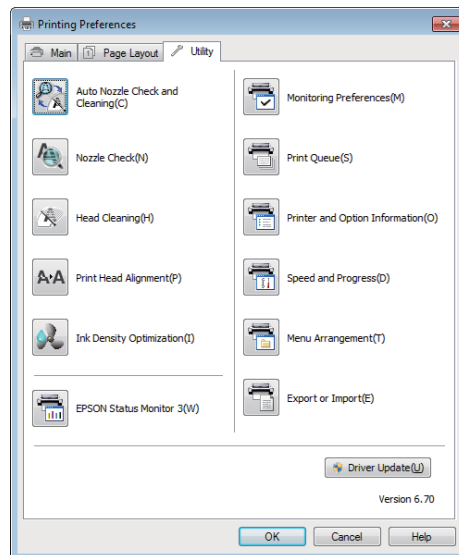 Printing Preferences
Main
Page Layout
Utility
Auto Nozzle Check and
Cleaning(C)
Nozzle Check(N)
Head Cleaning(H)
Print Head Alignment(P)
Ink Density Optimization(I)
EPSON Status Monitor 3(W)
Monitoring Preferences(M)
Print Queue(S)
Printer and Option Information(O)
Speed and Progress(D)
Menu Arrangement(T)
Export or Import(E)
Driver Update(U)
Version 6.70
OK
Cancel
Help